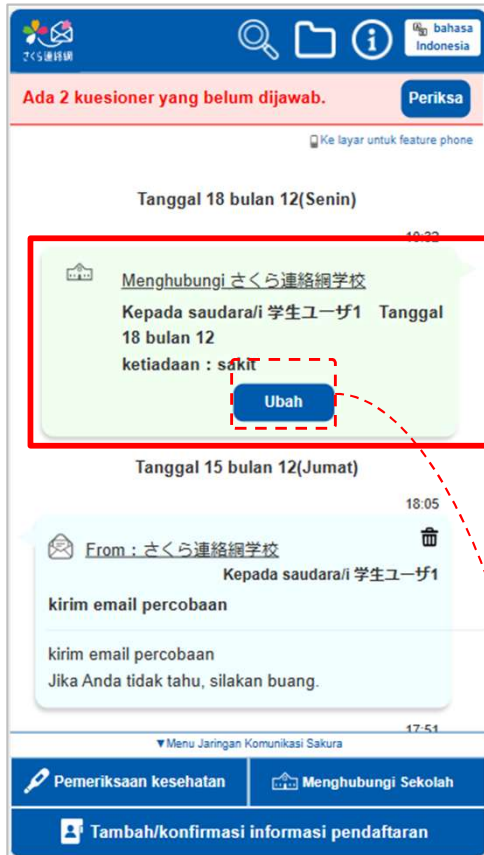 さくら連絡網
bahasa
Indonesia
Ada 2 kuesioner yang belum dijawab.
Periksa
Ke layar untuk feature phone
Tanggal 18 bulan 12(Senin)
Menghubungi さくら連絡網学校
Kepada saudara/i 学生ユーザ1 Tanggal
18 bulan 12
ketiadaan：sakit
Ubah
Tanggal 15 bulan 12(Jumat)
18:05
From：さくら連絡網学校
Kepada saudara/i 学生ユーザ1
kirim email percobaan
kirim email percobaan
Jika Anda tidak tahu, silakan buang.
17:51
▼Menu Jaringan Komunikasi Sakura
Pemeriksaan kesehatan
Menghubungi Sekolah
Tambah/konfirmasi informasi pendaftaran